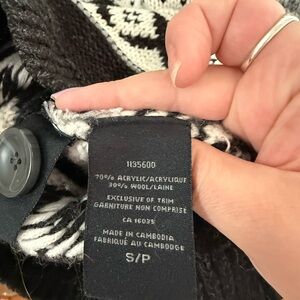 1135600
70% ACRYLIC/ACRYLIQUE
30% WOOL/LAINE
EXCLUSIVE OF TRIM
GARNITURE NON COMPRISE
CA 16035
MADE IN CAMBODIA
FABRIQUÉ AU CAMBODGE
S/P